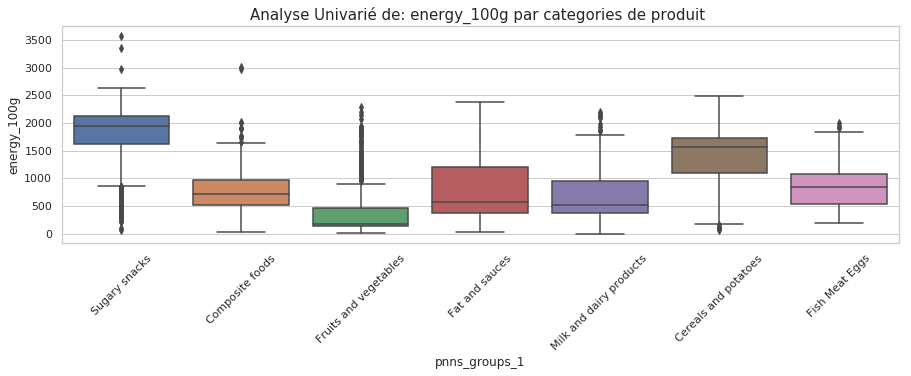 Analyse Univarié de: energy_100g par categories de produit
energy_100g
3500
3000
2500
2000
1500
1000
500
0
Sugary snacks
Composite foods
Fruits and vegetables
Fat and sauces
Milk and dairy products
Cereals and potatoes
Fish Meat Eggs
pnns_groups_1